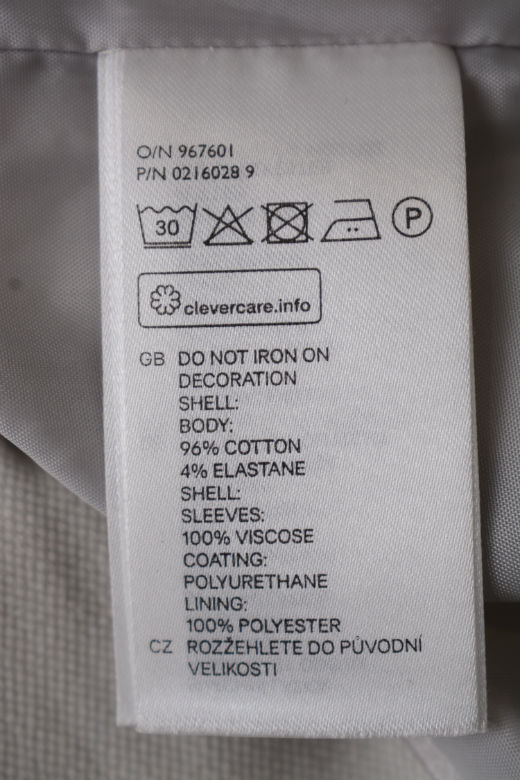 O/N 967601
P/N 0216028 9
30
P
clevercare.info
GB DO NOT IRON ON
DECORATION
SHELL:
BODY:
96% COTTON
4% ELASTANE
SHELL:
SLEEVES:
100% VISCOSE
COATING:
POLYURETHANE
LINING:
100% POLYESTER
CZ ROZŽEHLETE DO PŮVODNÍ
VELIKOSTI